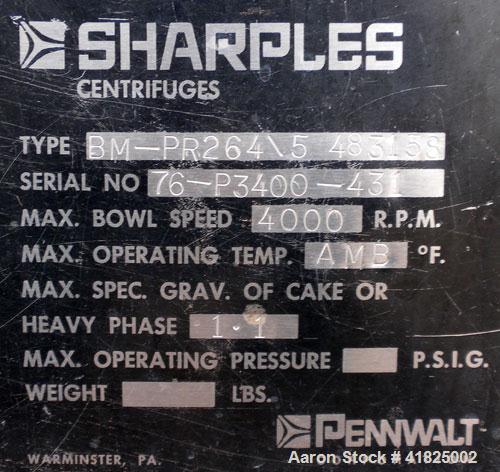 SHARPLES
CENTRIFUGES
TYPE BM-PR264\5 483158
SERIAL NO 76-P3400-431
MAX. BOWL SPEED 4000 R.P.M.
MAX. OPERATING TEMP. AMB °F.
MAX. SPEC. GRAV. OF CAKE OR
HEAVY PHASE 1.1
MAX. OPERATING PRESSURE P.S.I.G.
WEIGHT LBS.
PENNWALT
WARMINSTER, PA.
Aaron Stock # 41825002